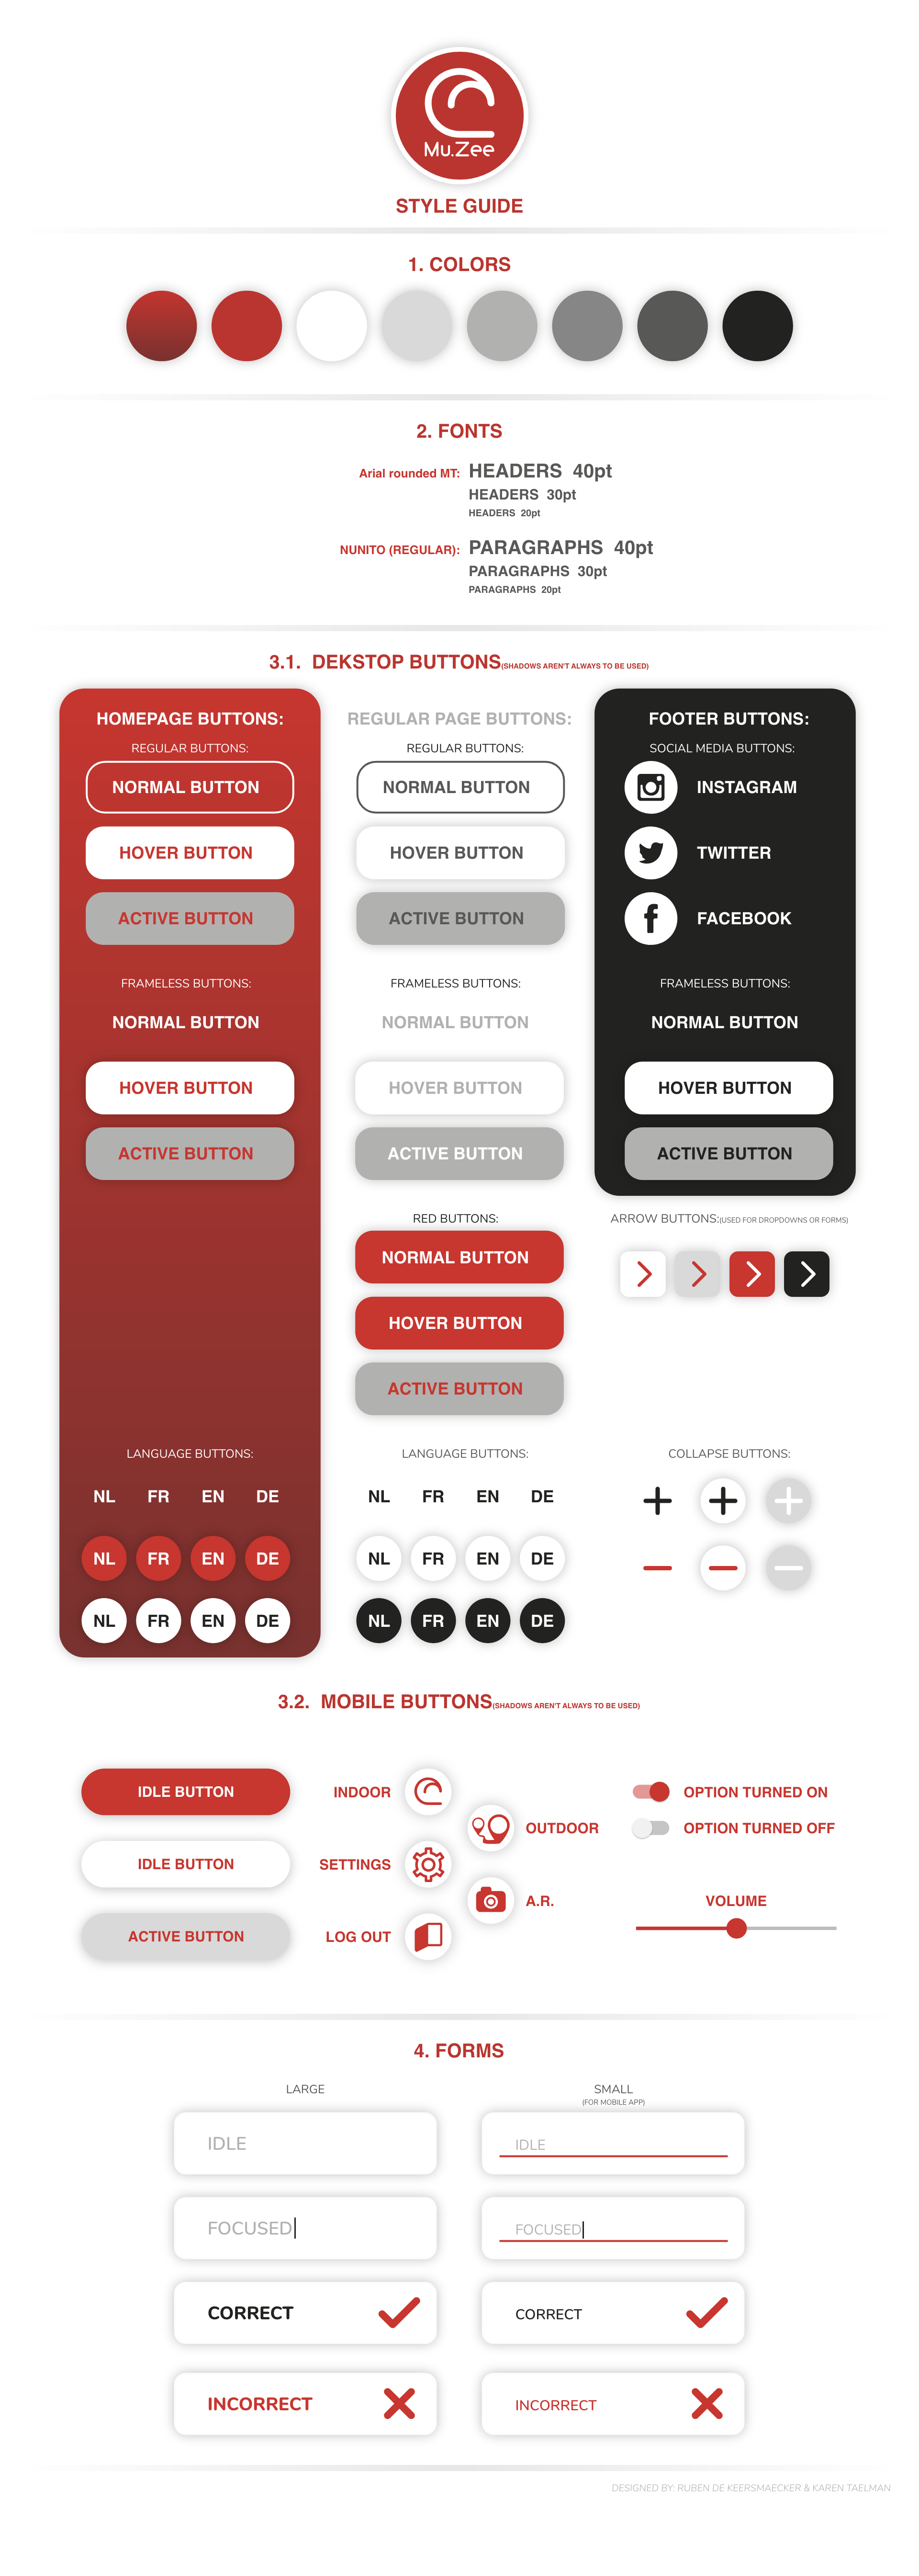 Mu.Zee
STYLE GUIDE
1. COLORS
2. FONTS
Arial rounded MT: HEADERS 40pt
HEADERS 30pt
HEADERS 20pt
NUNITO (REGULAR): PARAGRAPHS 40pt
PARAGRAPHS 30pt
PARAGRAPHS 20pt
3.1. DEKSTOP BUTTONS(SHADOWS AREN'T ALWAYS TO BE USED)
HOMEPAGE BUTTONS:
REGULAR BUTTONS:
NORMAL BUTTON
HOVER BUTTON
ACTIVE BUTTON
FRAMELESS BUTTONS:
NORMAL BUTTON
HOVER BUTTON
ACTIVE BUTTON
LANGUAGE BUTTONS:
NL FR EN DE
NL FR EN DE
NL FR EN DE
REGULAR PAGE BUTTONS:
REGULAR BUTTONS:
NORMAL BUTTON
HOVER BUTTON
ACTIVE BUTTON
FRAMELESS BUTTONS:
NORMAL BUTTON
HOVER BUTTON
ACTIVE BUTTON
RED BUTTONS:
NORMAL BUTTON
HOVER BUTTON
ACTIVE BUTTON
LANGUAGE BUTTONS:
NL FR EN DE
NL FR EN DE
NL FR EN DE
FOOTER BUTTONS:
SOCIAL MEDIA BUTTONS:
INSTAGRAM
TWITTER
FACEBOOK
FRAMELESS BUTTONS:
NORMAL BUTTON
HOVER BUTTON
ACTIVE BUTTON
ARROW BUTTONS:(USED FOR DROPDOWNS OR FORMS)
COLLAPSE BUTTONS:
3.2. MOBILE BUTTONS(SHADOWS AREN'T ALWAYS TO BE USED)
IDLE BUTTON
IDLE BUTTON
ACTIVE BUTTON
INDOOR
SETTINGS
LOG OUT
OUTDOOR
A.R.
OPTION TURNED ON
OPTION TURNED OFF
VOLUME
4. FORMS
LARGE
IDLE
FOCUSED
CORRECT
INCORRECT
SMALL
(FOR MOBILE APP)
IDLE
FOCUSED
CORRECT
INCORRECT
DESIGNED BY: RUBEN DE KEERSMAECKER & KAREN TAELMAN